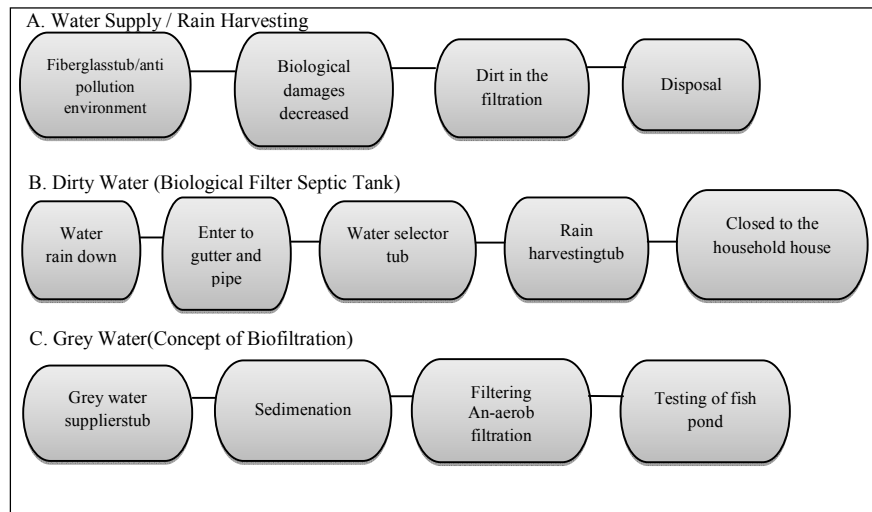 A. Water Supply / Rain Harvesting
Fiberglasstub/anti
pollution
environment
Biological
damages
decreased
Dirt in the
filtration
Disposal
B. Dirty Water (Biological Filter Septic Tank)
Water
rain down
Enter to
gutter and
pipe
Water selector
tub
Rain
harvestingtub
Closed to the
household house
C. Grey Water(Concept of Biofiltration)
Grey water
supplierstub
Sedimenation
Filtering
An-aerob
filtration
Testing of fish
pond